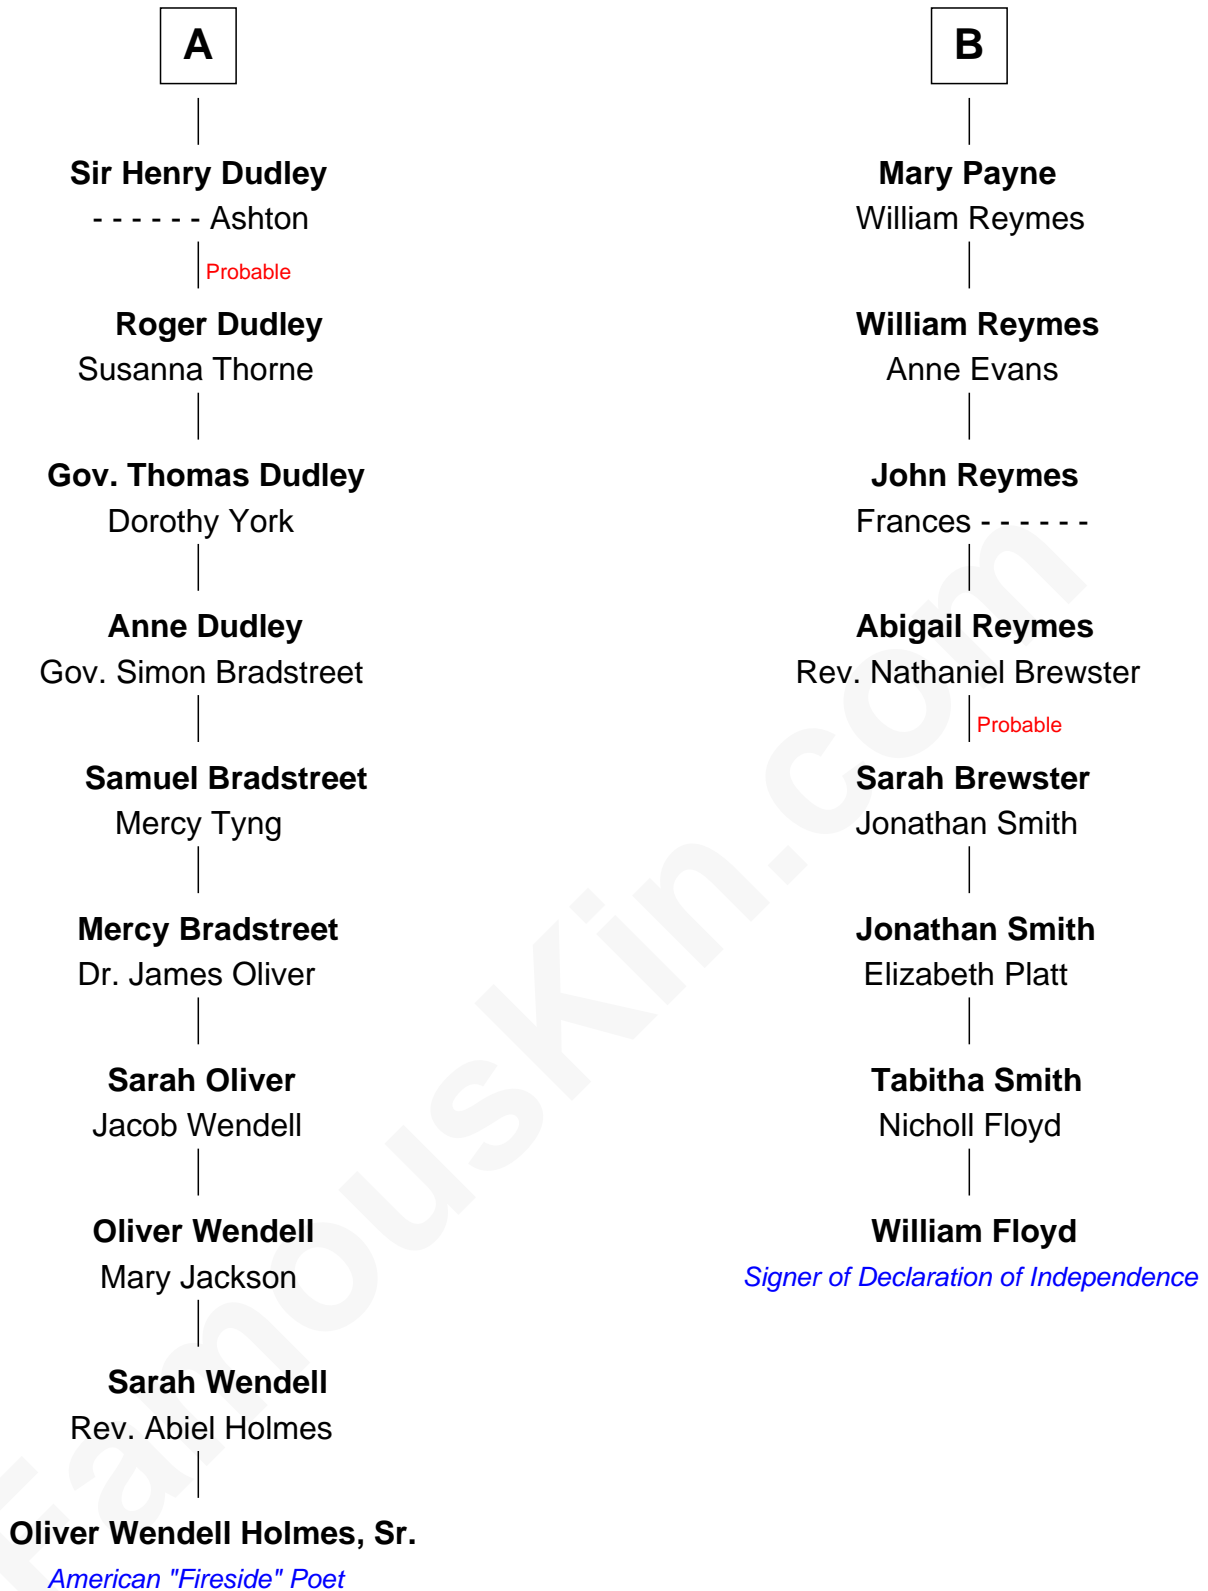 A
Sir Henry Dudley
- - - - - - Ashton
Probable
Roger Dudley
Susanna Thorne
Gov. Thomas Dudley
Dorothy York
Anne Dudley
Gov. Simon Bradstreet
Samuel Bradstreet
Mercy Tyng
Mercy Bradstreet
Dr. James Oliver
Sarah Oliver
Jacob Wendell
Oliver Wendell
Mary Jackson
Sarah Wendell
Rev. Abiel Holmes
Oliver Wendell Holmes, Sr.
American "Fireside" Poet
B
Mary Payne
William Reymes
William Reymes
Anne Evans
John Reymes
Frances - - - - - -
Abigail Reymes
Rev. Nathaniel Brewster
Probable
Sarah Brewster
Jonathan Smith
Jonathan Smith
Elizabeth Platt
Tabitha Smith
Nicholl Floyd
William Floyd
Signer of Declaration of Independence
FamousKin.com